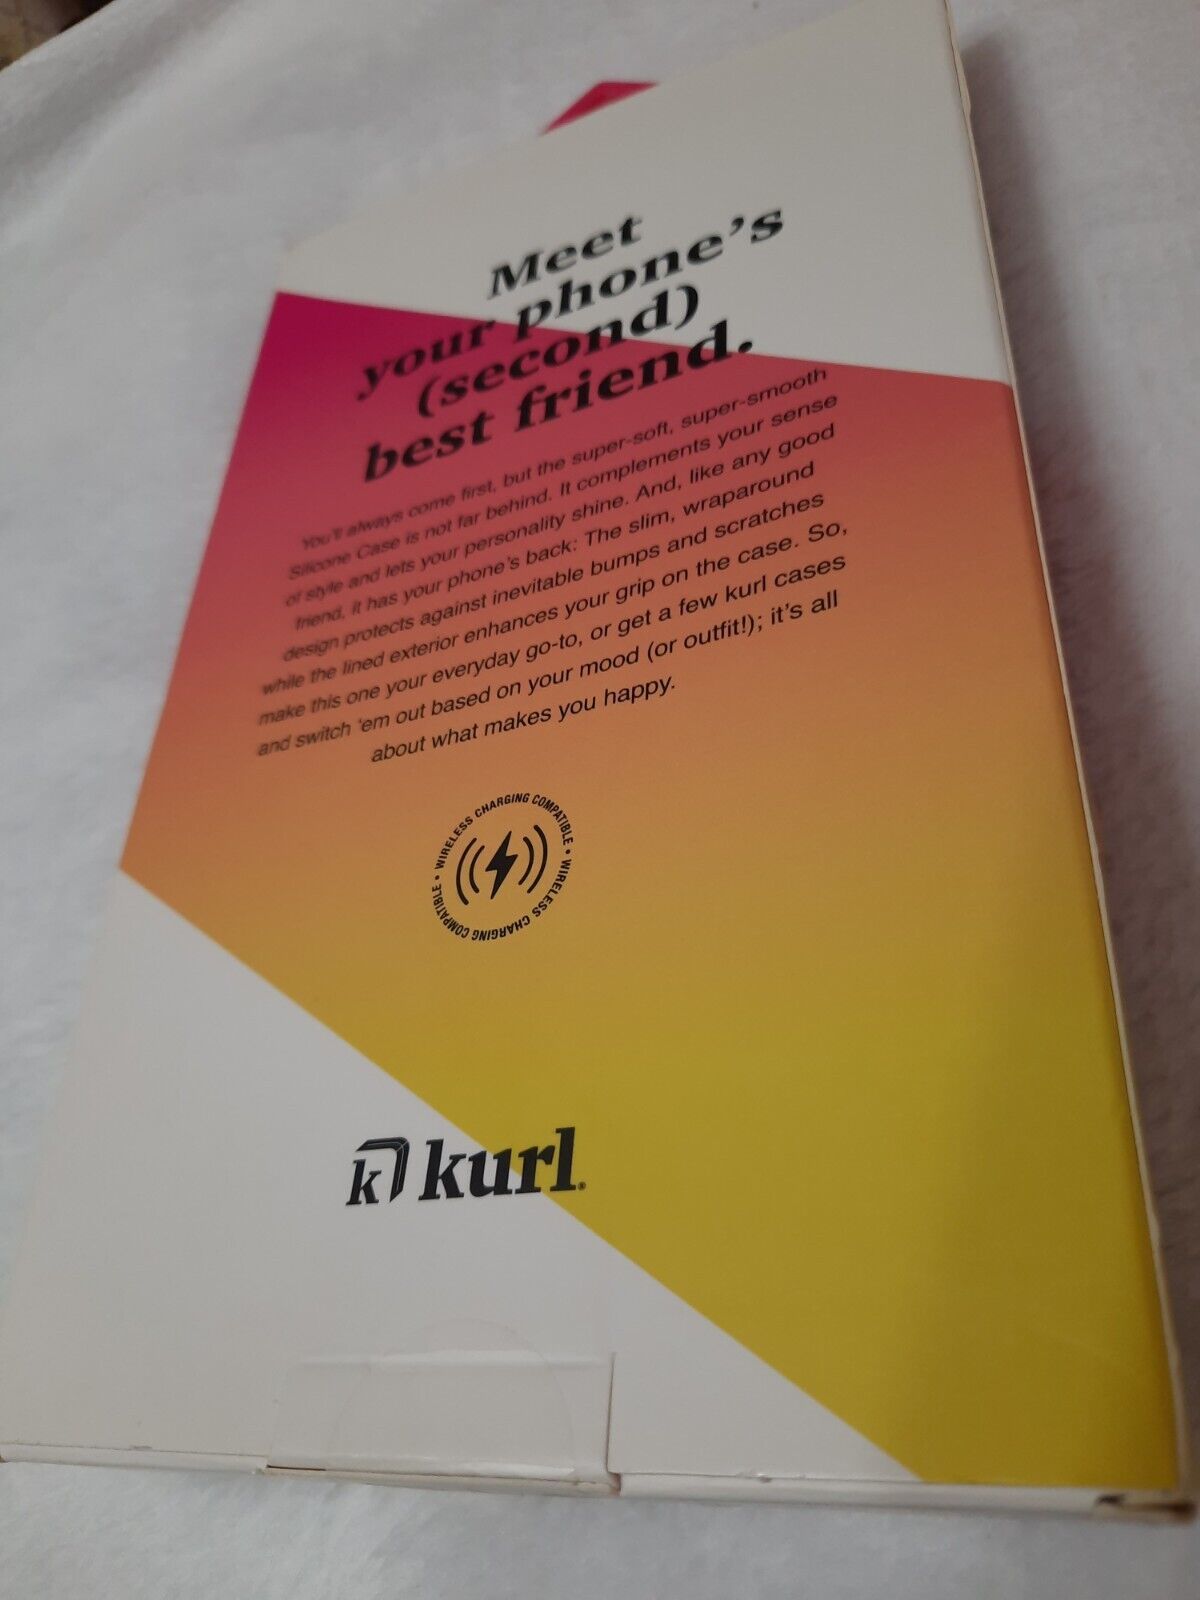 Meet
your phone's
(second)
best friend.
You'll always come first, but the super-soft, super-smooth
Silicone Case is not far behind. It complements your sense
of style and lets your personality shine. And, like any good
friend, it has your phone's back: The slim, wraparound
design protects against inevitable bumps and scratches
while the lined exterior enhances your grip on the case. So,
make this one your everyday go-to, or get a few kurl cases
and switch 'em out based on your mood (or outfit!); it's all
about what makes you happy.
WIRELESS CHARGING COMPATIBLE • WIRELESS CHARGING COMPATIBLE •
k kurl®